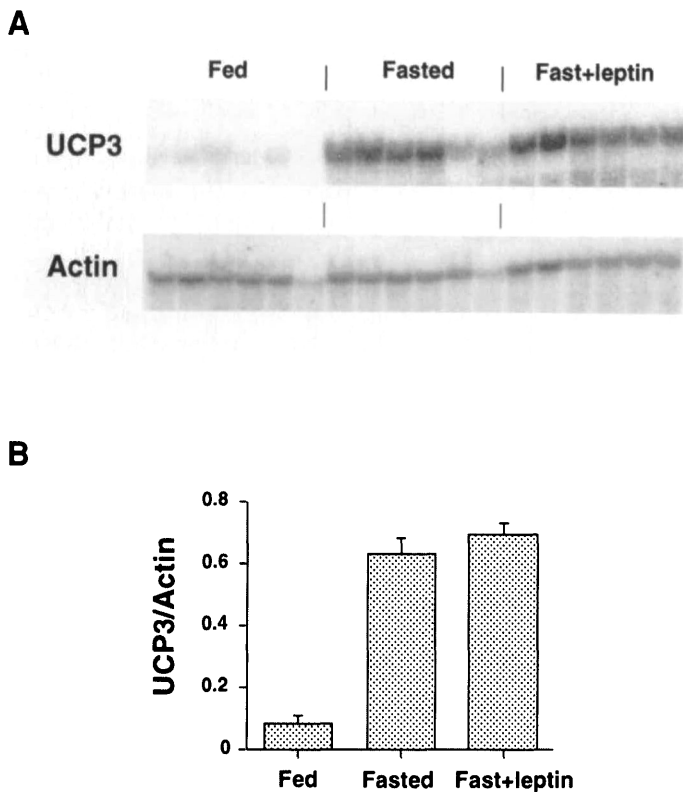 A
Fed | Fasted | Fast+leptin
UCP3
Actin
B
UCP3/Actin
0.8
0.6
0.4
0.2
0
Fed Fasted Fast+leptin